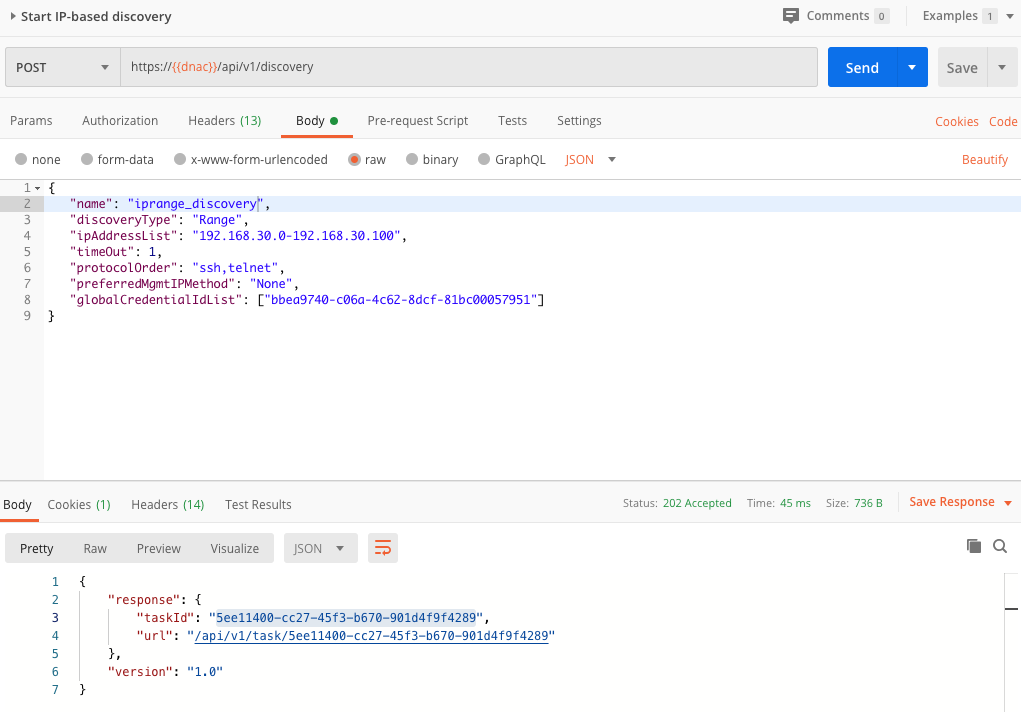 Start IP-based discovery Comments 0 Examples 1
POST https://{{dnac}}/api/v1/discovery Send Save
Params Authorization Headers (13) Body Pre-request Script Tests Settings Cookies Code
none form-data x-www-form-urlencoded raw binary GraphQL JSON Beautify
1 {
2 "name": "iprange_discovery",
3 "discoveryType": "Range",
4 "ipAddressList": "192.168.30.0-192.168.30.100",
5 "timeOut": 1,
6 "protocolOrder": "ssh,telnet",
7 "preferredMgmtIPMethod": "None",
8 "globalCredentialIdList": ["bbea9740-c06a-4c62-8dcf-81bc00057951"]
9 }
Body Cookies (1) Headers (14) Test Results Status: 202 Accepted Time: 45 ms Size: 736 B Save Response
Pretty Raw Preview Visualize JSON
1 {
2 "response": {
3 "taskId": "5ee11400-cc27-45f3-b670-901d4f9f4289",
4 "url": "/api/v1/task/5ee11400-cc27-45f3-b670-901d4f9f4289"
5 },
6 "version": "1.0"
7 }